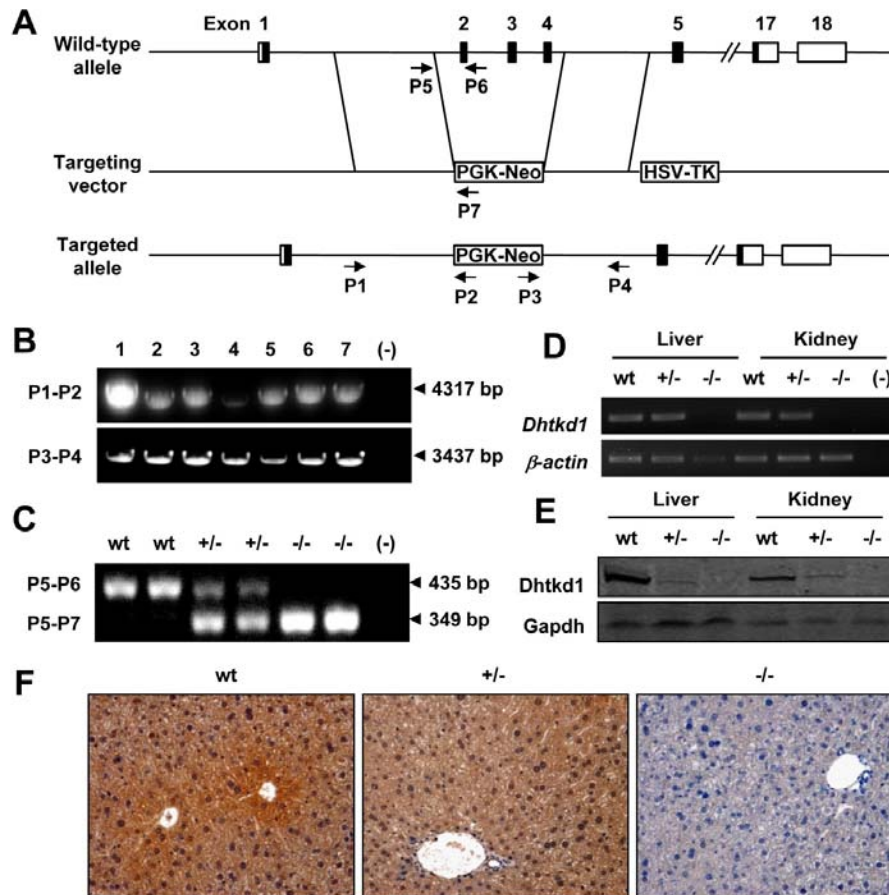 A
Exon 1 2 3 4 5 17 18
Wild-type
allele
P5 P6
Targeting
vector
PGK-Neo HSV-TK
P7
Targeted
allele
PGK-Neo
P1 P2 P3 P4
B
1 2 3 4 5 6 7 (-)
P1-P2 4317 bp
P3-P4 3437 bp
C
wt wt +/- +/- -/- -/- (-)
P5-P6 435 bp
P5-P7 349 bp
D
Liver Kidney
wt +/- -/- wt +/- -/- (-)
Dhtkd1
β-actin
E
Liver Kidney
wt +/- -/- wt +/- -/-
Dhtkd1
Gapdh
F
wt +/- -/-